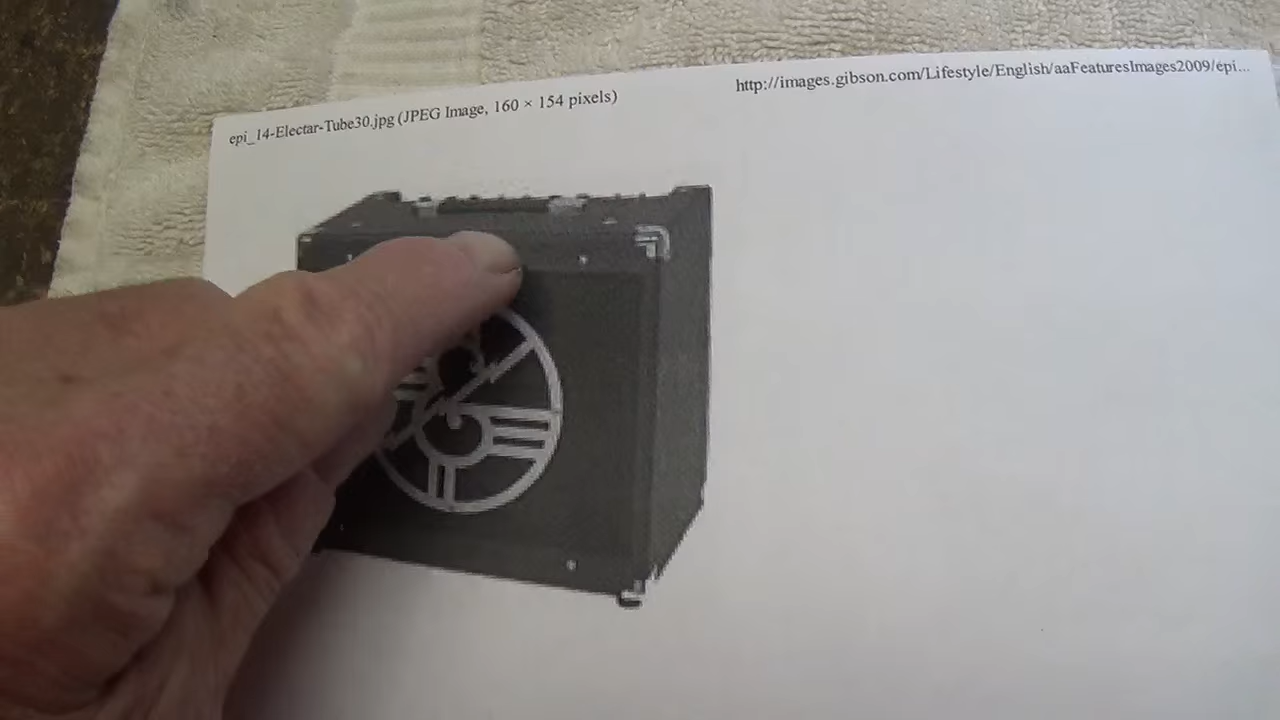 epi_14-Electar-Tube30.jpg (JPEG Image, 160 × 154 pixels)
http://images.gibson.com/Lifestyle/English/aaFeaturesImages2009/epi...